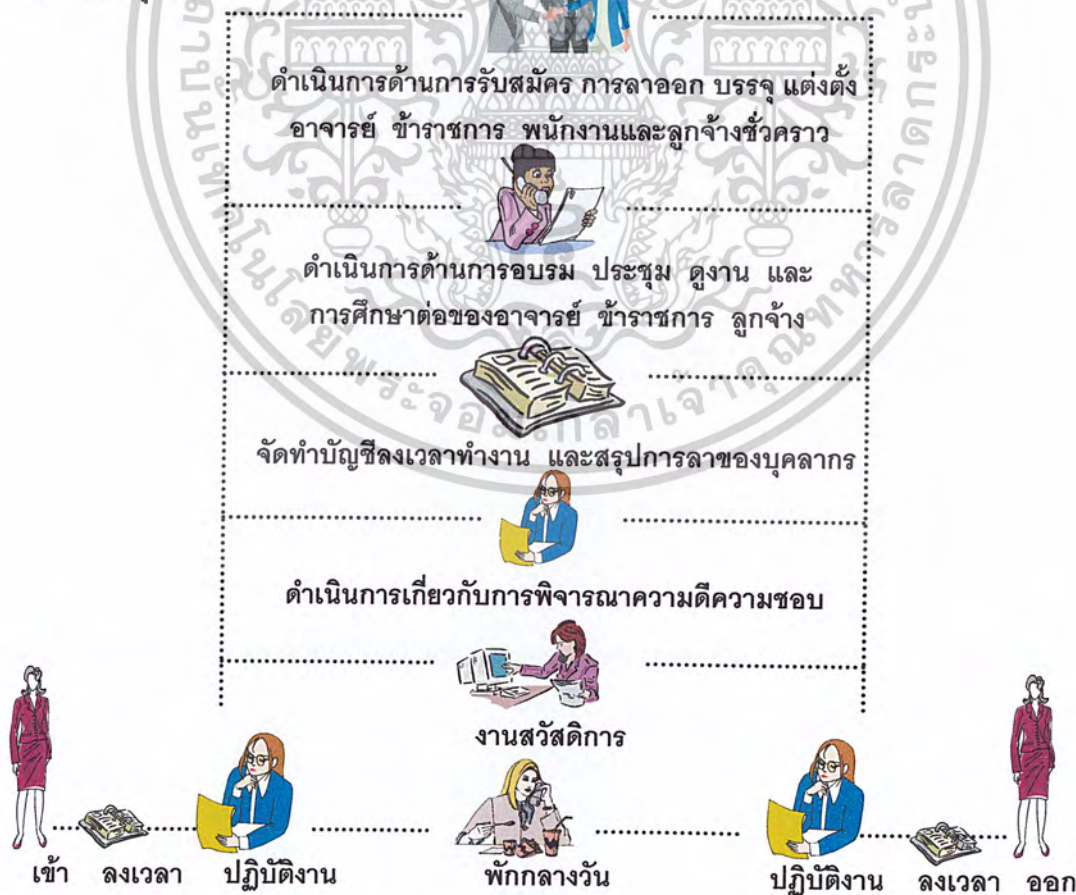 ดำเนินการด้านการรับสมัคร การลาออก บรรจุ แต่งตั้ง
อาจารย์ ข้าราชการ พนักงานและลูกจ้างชั่วคราว
ดำเนินการด้านการอบรม ประชุม ดูงาน และ
การศึกษาต่อของอาจารย์ ข้าราชการ ลูกจ้าง
จัดทำบัญชีลงเวลาทำงาน และสรุปการลาของบุคลากร
ดำเนินการเกี่ยวกับการพิจารณาความดีความชอบ
งานสวัสดิการ
เข้า ลงเวลา ปฏิบัติงาน พักกลางวัน ปฏิบัติงาน ลงเวลา ออก